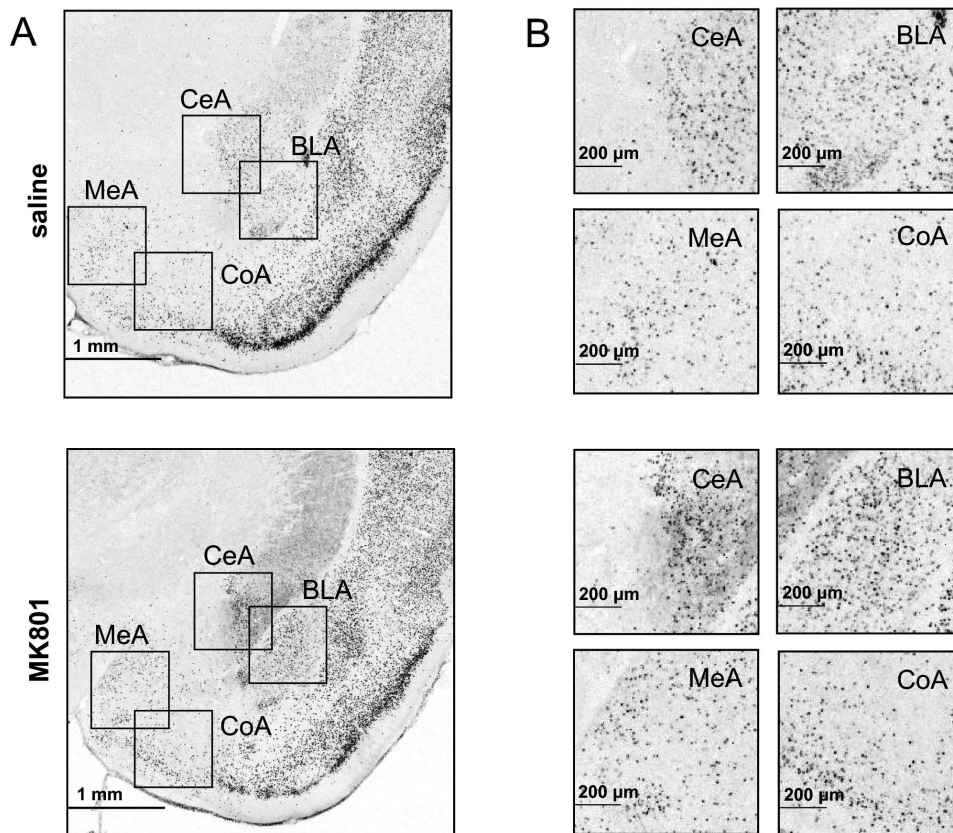 A
saline
CeA
BLA
MeA
CoA
1 mm
B
CeA
200 µm
BLA
200 µm
MeA
200 µm
CoA
200 µm
MK801
CeA
BLA
MeA
CoA
1 mm
CeA
200 µm
BLA
200 µm
MeA
200 µm
CoA
200 µm